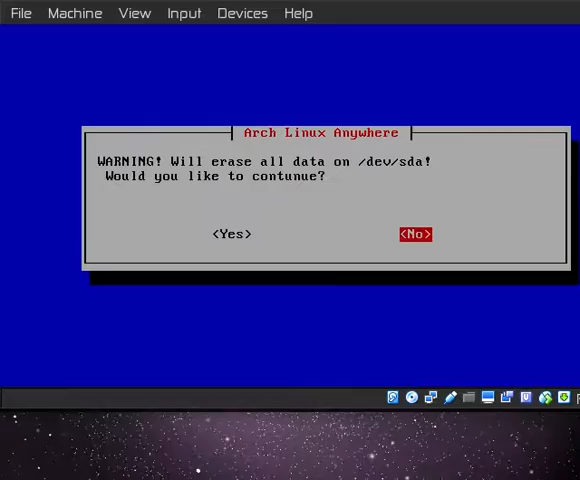 File Machine View Input Devices Help
Arch Linux Anywhere
WARNING! Will erase all data on /dev/sda!
Would you like to contunue?
<Yes> <No>